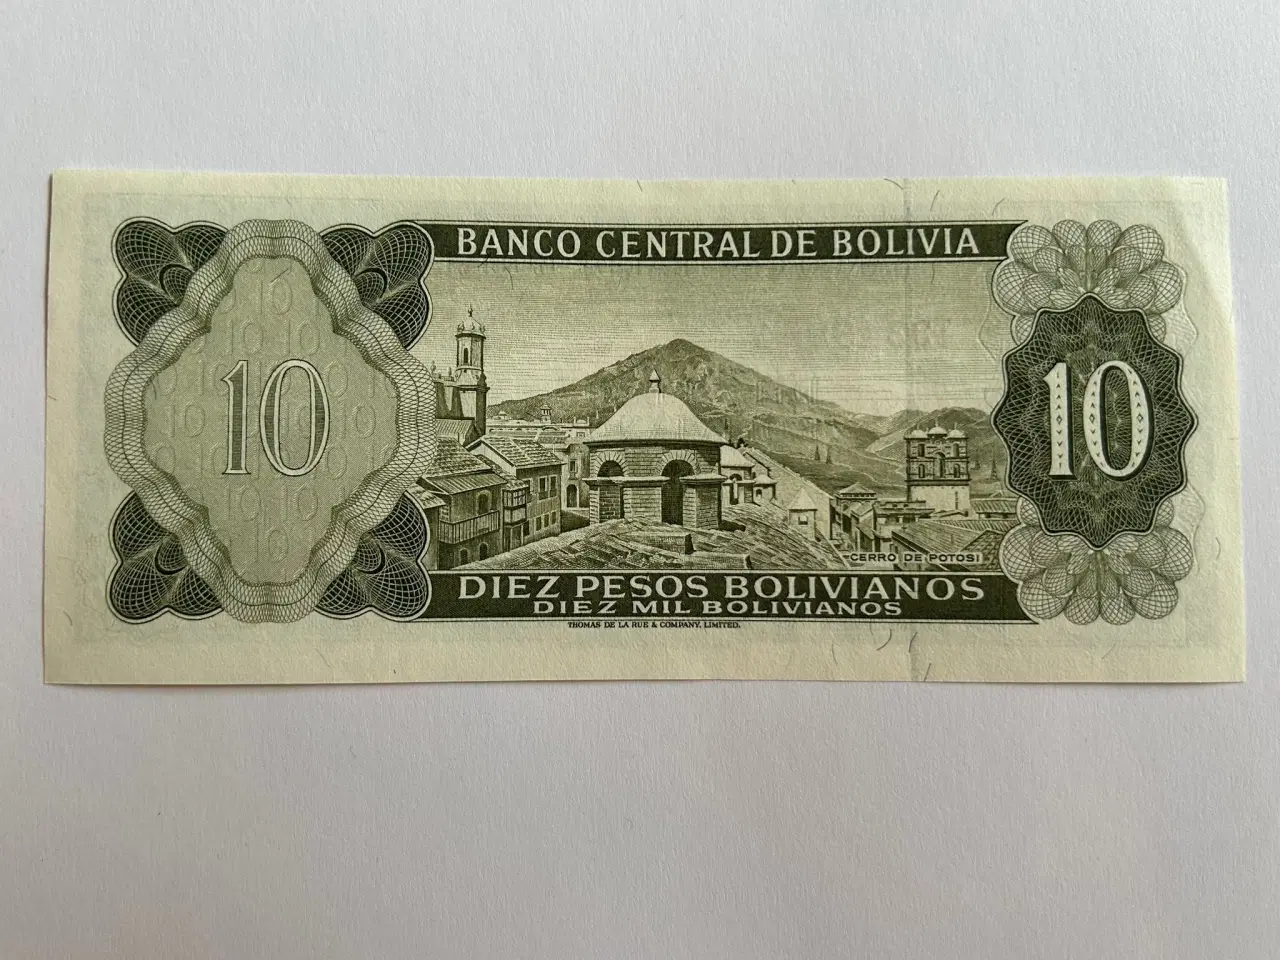 BANCO CENTRAL DE BOLIVIA
10
10
CERRO DE POTOSI
DIEZ PESOS BOLIVIANOS
DIEZ MIL BOLIVIANOS
THOMAS DE LA RUE & COMPANY, LIMITED.